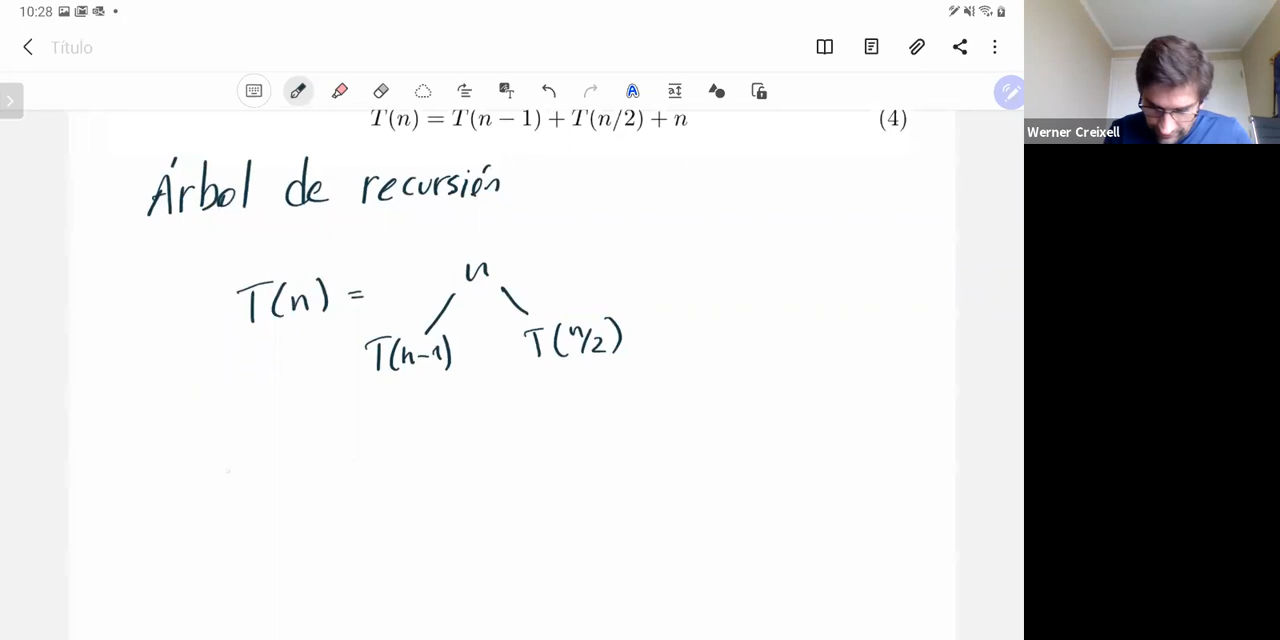 10:28
Título
T(n) = T(n − 1) + T(n/2) + n (4)
Werner Creixell
Árbol de recursión
n
T(n) =
T(n-1) T(n/2)